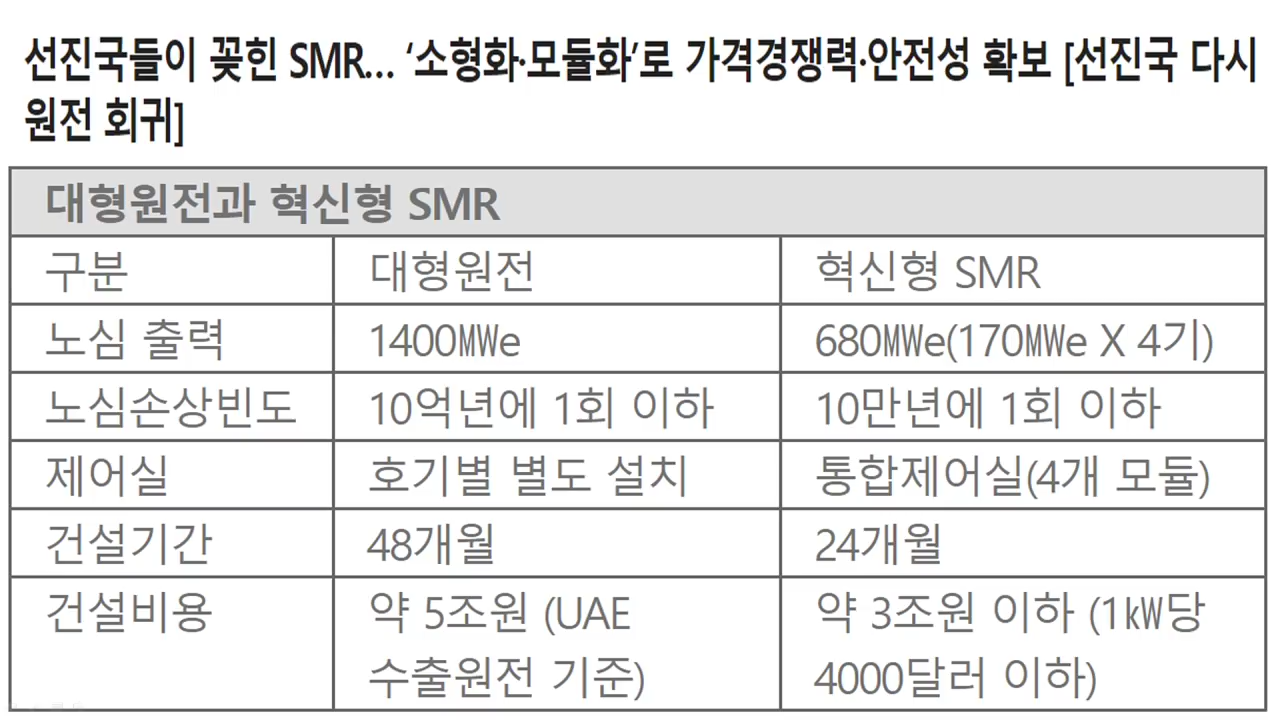 선진국들이 꽂힌 SMR… ‘소형화·모듈화’로 가격경쟁력·안전성 확보 [선진국 다시
원전 회귀]
대형원전과 혁신형 SMR
구분 대형원전 혁신형 SMR
노심 출력 1400㎿e 680㎿e(170㎿e X 4기)
노심손상빈도 10억년에 1회 이하 10만년에 1회 이하
제어실 호기별 별도 설치 통합제어실(4개 모듈)
건설기간 48개월 24개월
건설비용 약 5조원 (UAE 약 3조원 이하 (1㎾당
수출원전 기준) 4000달러 이하)